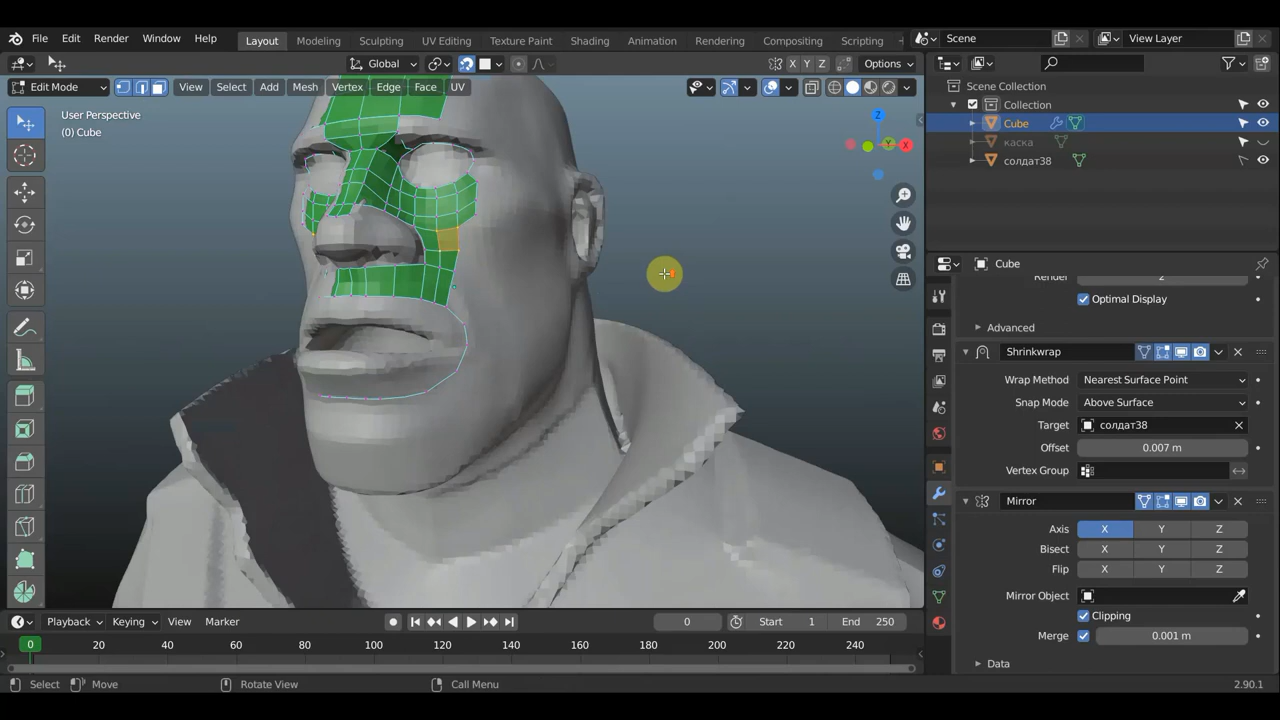 File Edit Render Window Help Layout Modeling Sculpting UV Editing Texture Paint Shading Animation Rendering Compositing Scripting Scene View Layer
Global X Y Z Options
Edit Mode View Select Add Mesh Vertex Edge Face UV
User Perspective
(0) Cube
Z
Y
X
Scene Collection
Collection
Cube
каска
солдат38
Cube
Render 2
Optimal Display
Advanced
Shrinkwrap
Wrap Method Nearest Surface Point
Snap Mode Above Surface
Target солдат38
Offset 0.007 m
Vertex Group
Mirror
Axis X Y Z
Bisect X Y Z
Flip X Y Z
Mirror Object
Clipping
Merge 0.001 m
Data
Playback Keying View Marker 0 Start 1 End 250
0 20 40 60 80 100 120 140 160 180 200 220 240
Select Move Rotate View Call Menu 2.90.1